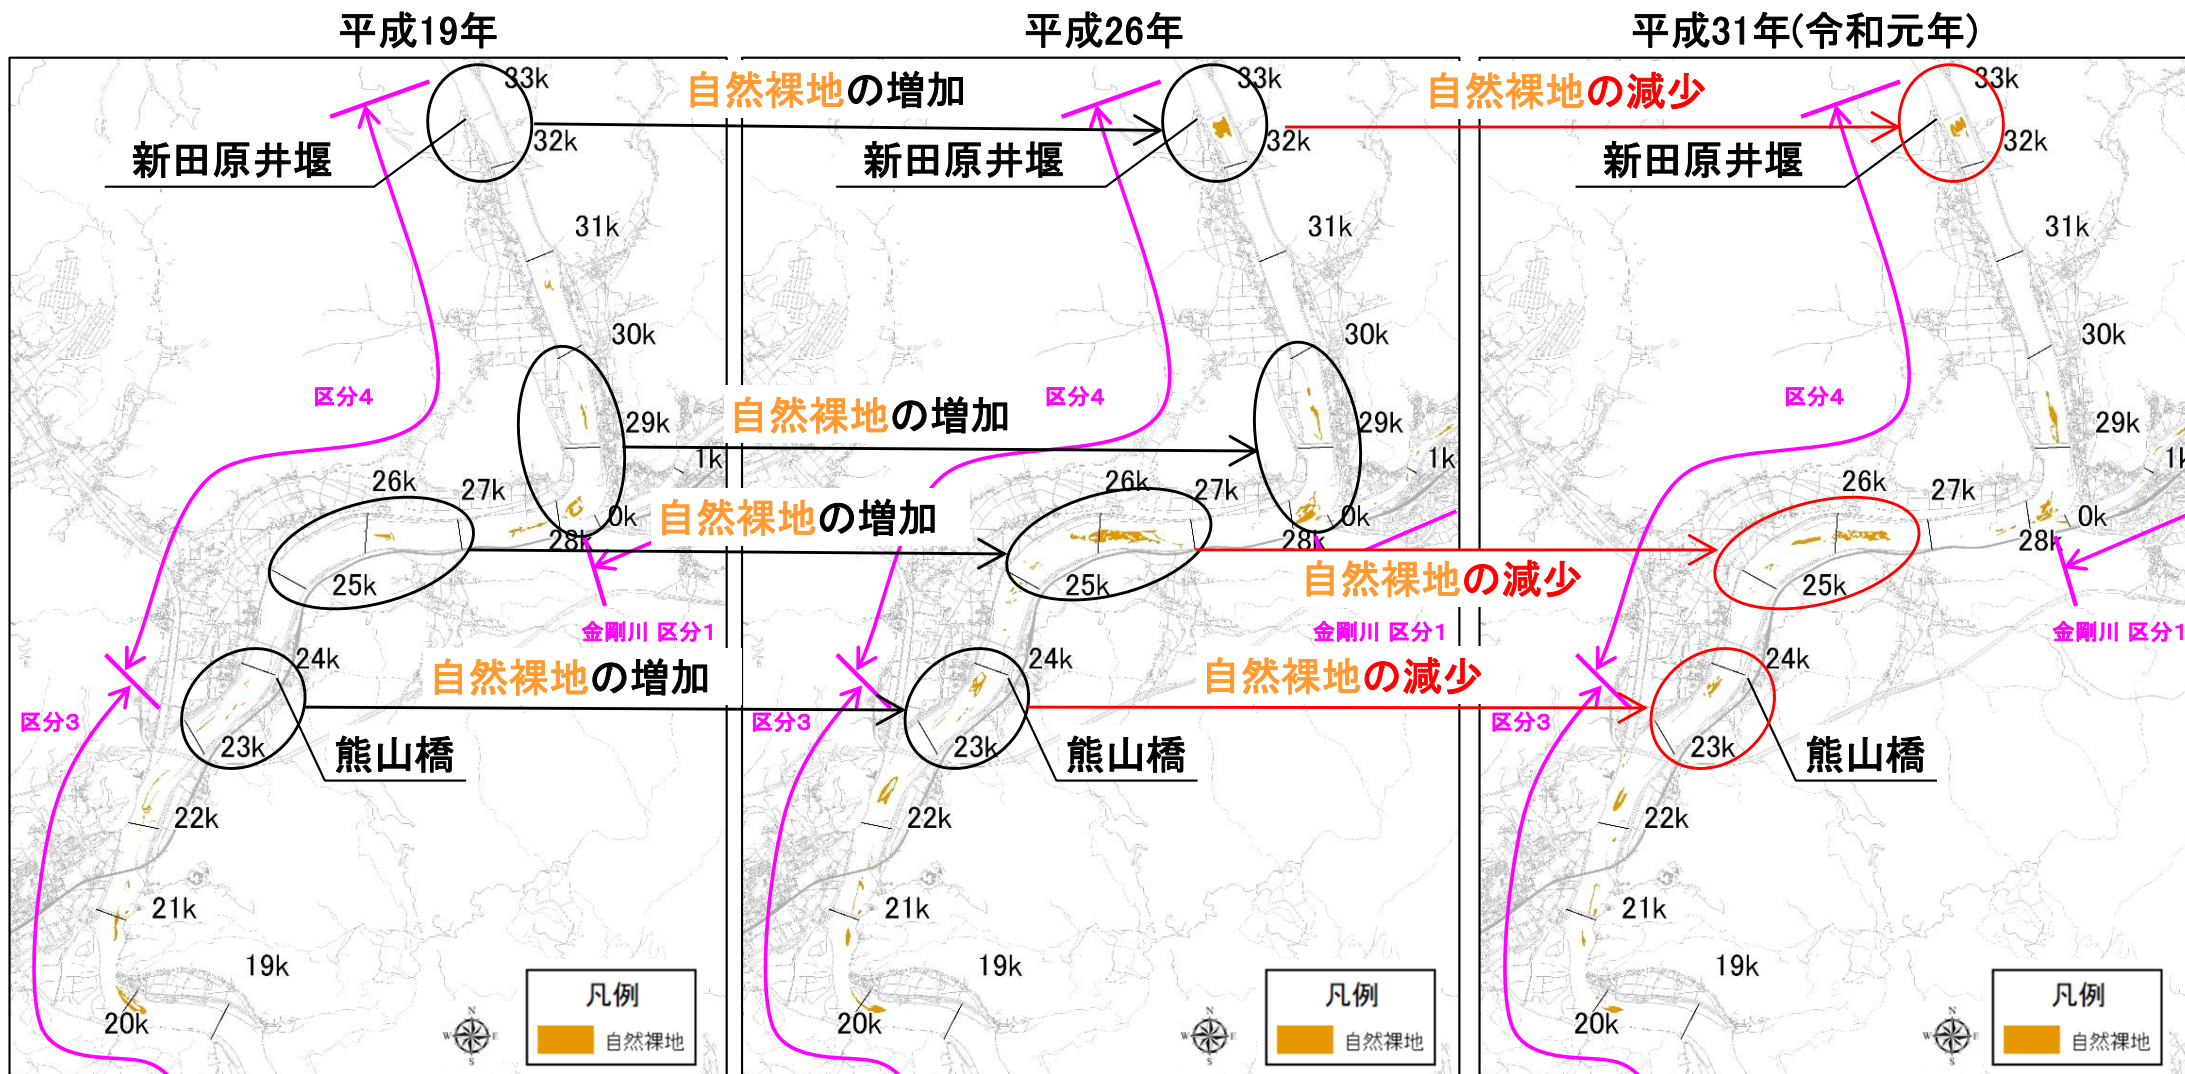 平成19年
平成26年
平成31年(令和元年)
33k
自然裸地の増加
33k
自然裸地の減少
33k
新田原井堰
32k
新田原井堰
32k
新田原井堰
32k
31k
31k
31k
30k
30k
30k
区分4
区分4
区分4
29k
自然裸地の増加
29k
29k
1k
1k
1k
26k
27k
26k
27k
26k
27k
0k
自然裸地の増加
0k
0k
28k
28k
28k
25k
25k
自然裸地の減少
25k
金剛川 区分1
金剛川 区分1
金剛川 区分1
24k
自然裸地の増加
24k
自然裸地の減少
24k
区分3
区分3
区分3
23k
熊山橋
23k
熊山橋
23k
熊山橋
22k
22k
22k
21k
21k
21k
19k
19k
19k
20k
20k
20k
凡例
自然裸地
凡例
自然裸地
凡例
自然裸地
N
W
E
S
N
W
E
S
N
W
E
S